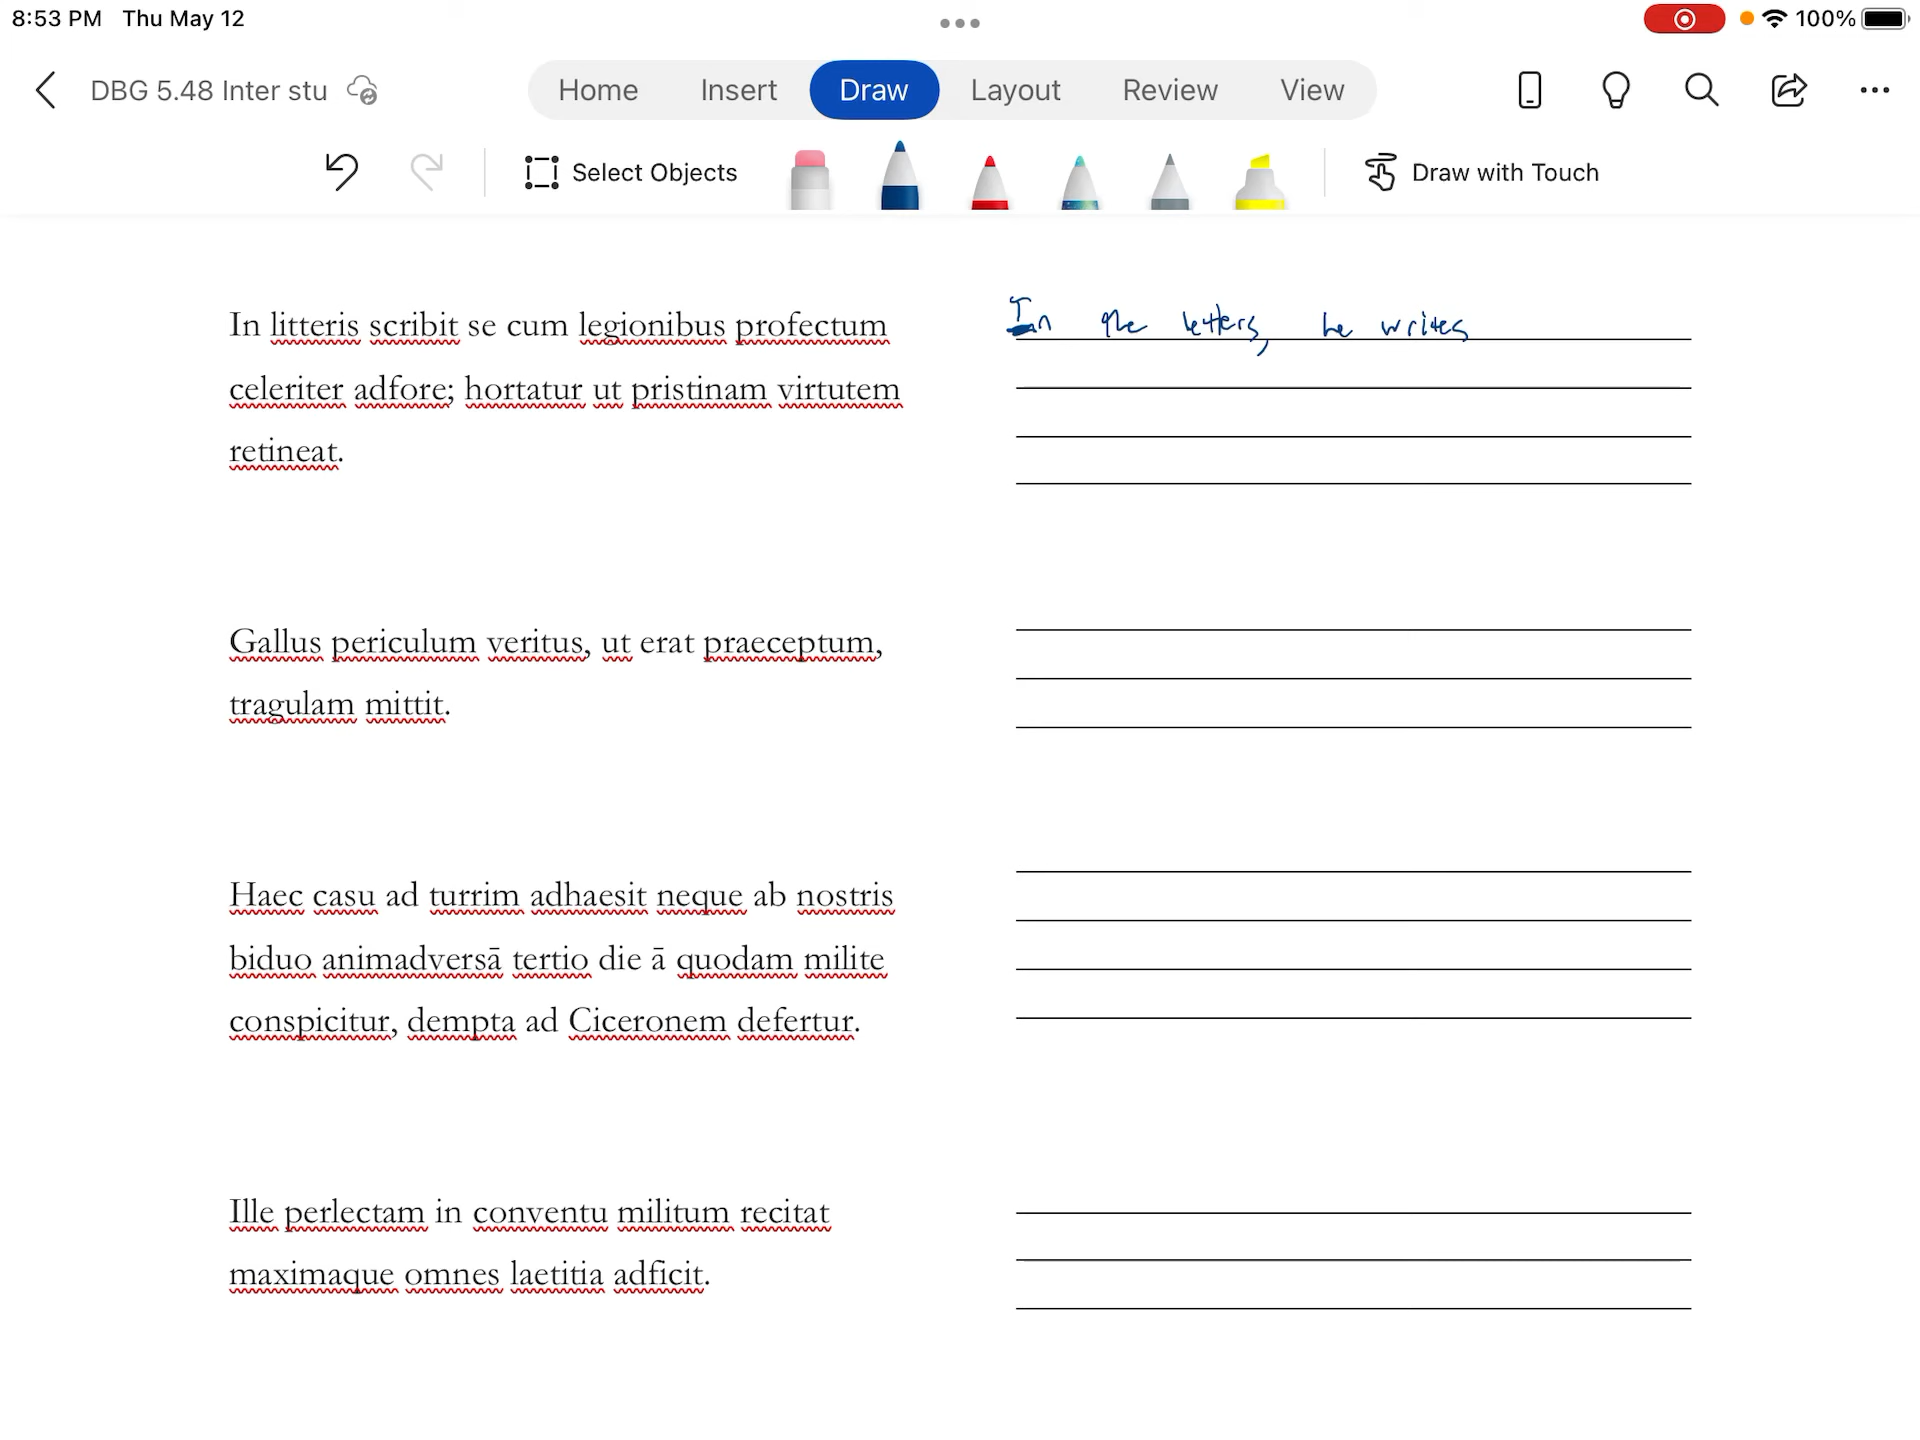 8:53 PM Thu May 12
100%
DBG 5.48 Inter stu
Home Insert Draw Layout Review View
Select Objects
Draw with Touch
In litteris scribit se cum legionibus profectum
In the letters, he writes
celeriter adfore; hortatur ut pristinam virtutem
retineat.
Gallus periculum veritus, ut erat praeceptum,
tragulam mittit.
Haec casu ad turrim adhaesit neque ab nostris
biduo animadversā tertio die ā quodam milite
conspicitur, dempta ad Ciceronem defertur.
Ille perlectam in conventu militum recitat
maximaque omnes laetitia adficit.